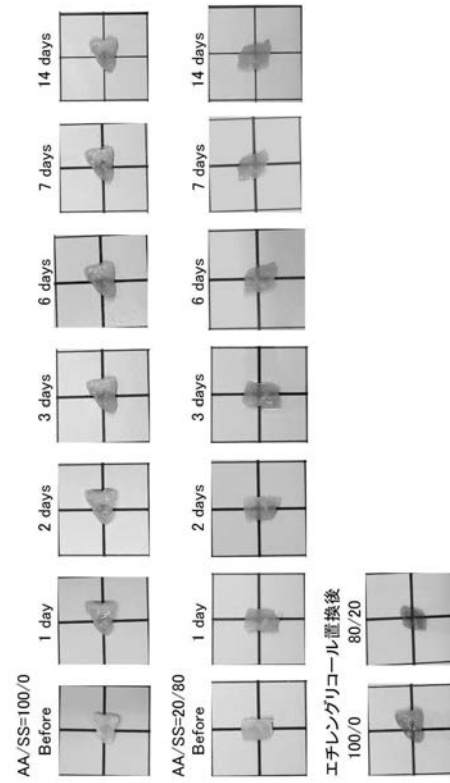 AA/SS=100/0
Before 1 day 2 days 3 days 6 days 7 days 14 days
AA/SS=20/80
Before 1 day 2 days 3 days 6 days 7 days 14 days
エチレングリコール置換後
100/0 80/20